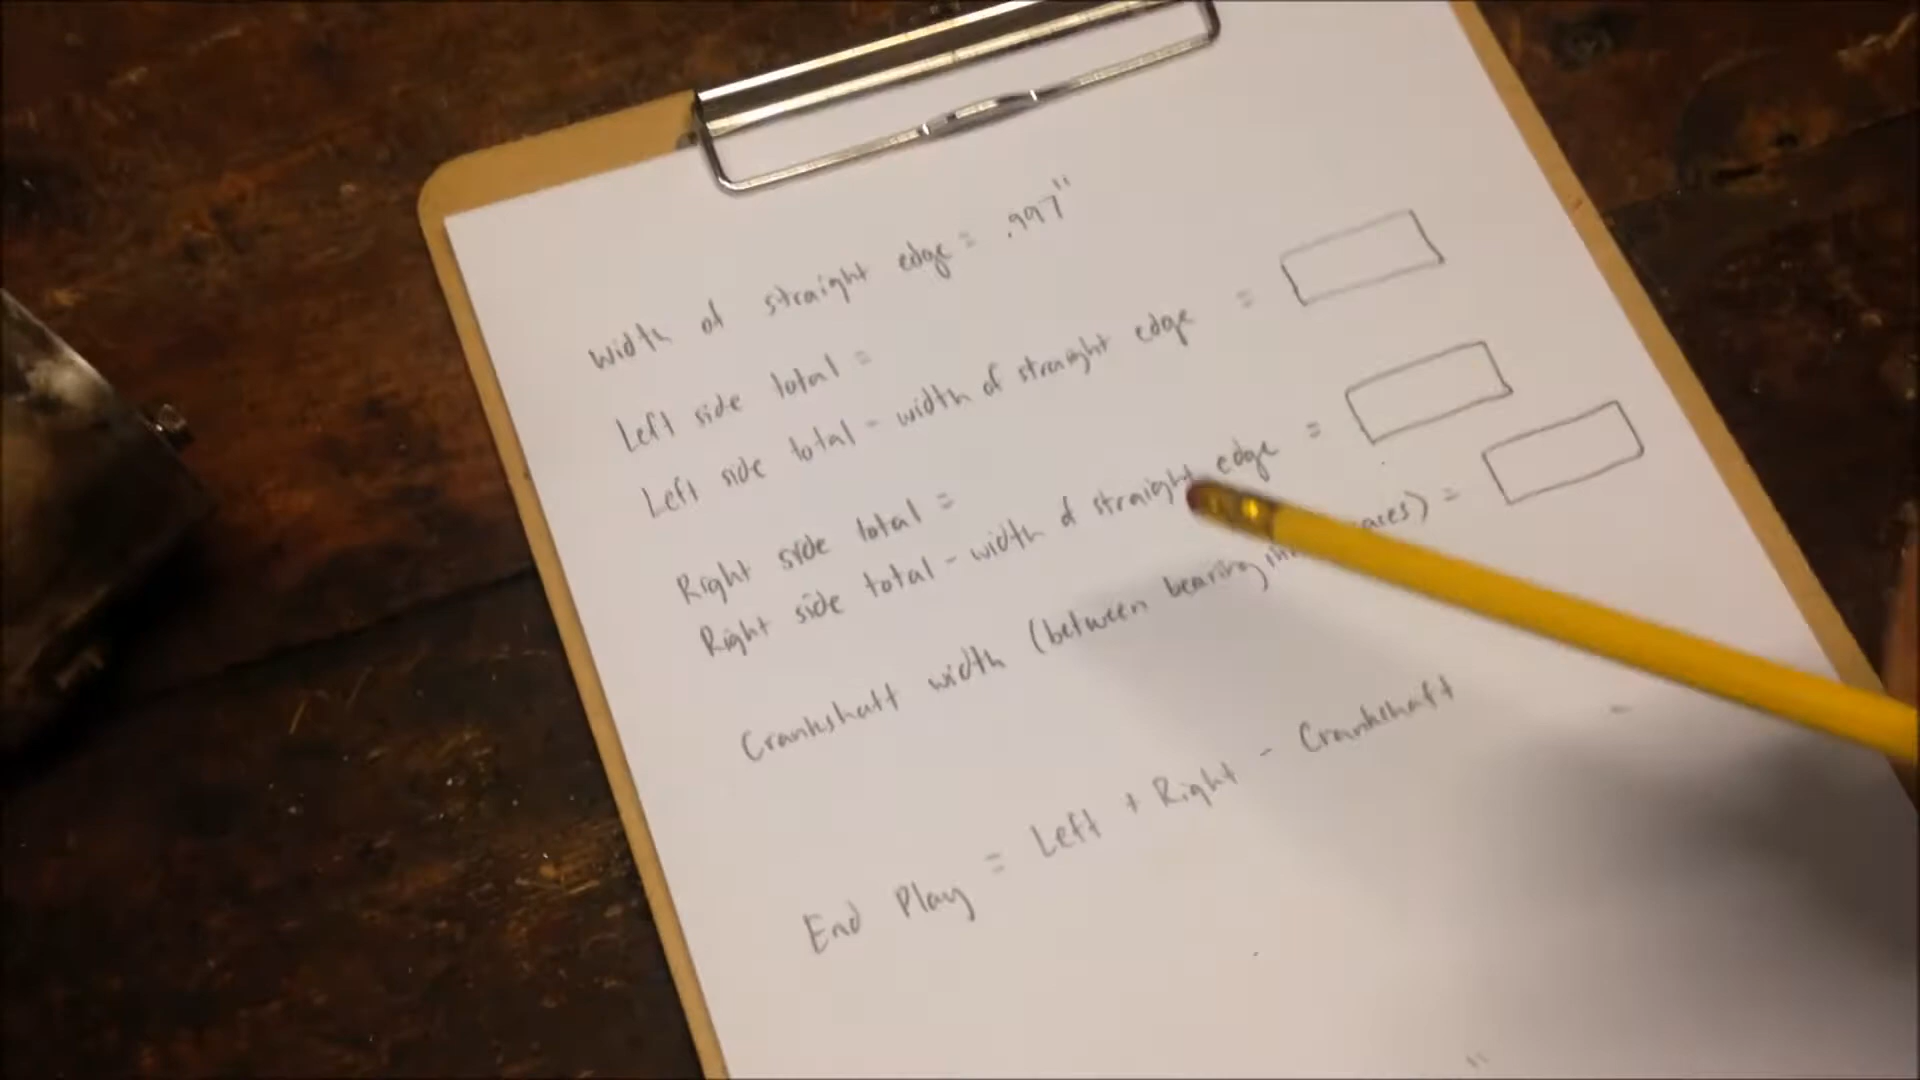 Width of straight edge = .997"
Left side total =
Left side total - width of straight edge =
Right side total =
Right side total - width of straight edge =
Crankshaft width (between bearing =
End Play = Left + Right - Crankshaft